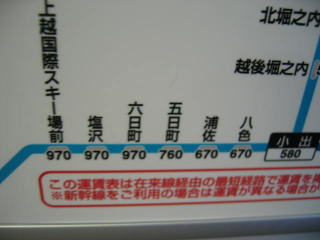 北堀之内
越後堀之内
上越国際スキー場前
塩沢
六日町
五日町
浦佐
八色
小出
970
970
970
760
670
670
580
この運賃表は在来線経由の最短経路で運賃を
※新幹線をご利用の場合は運賃が異なる場合が